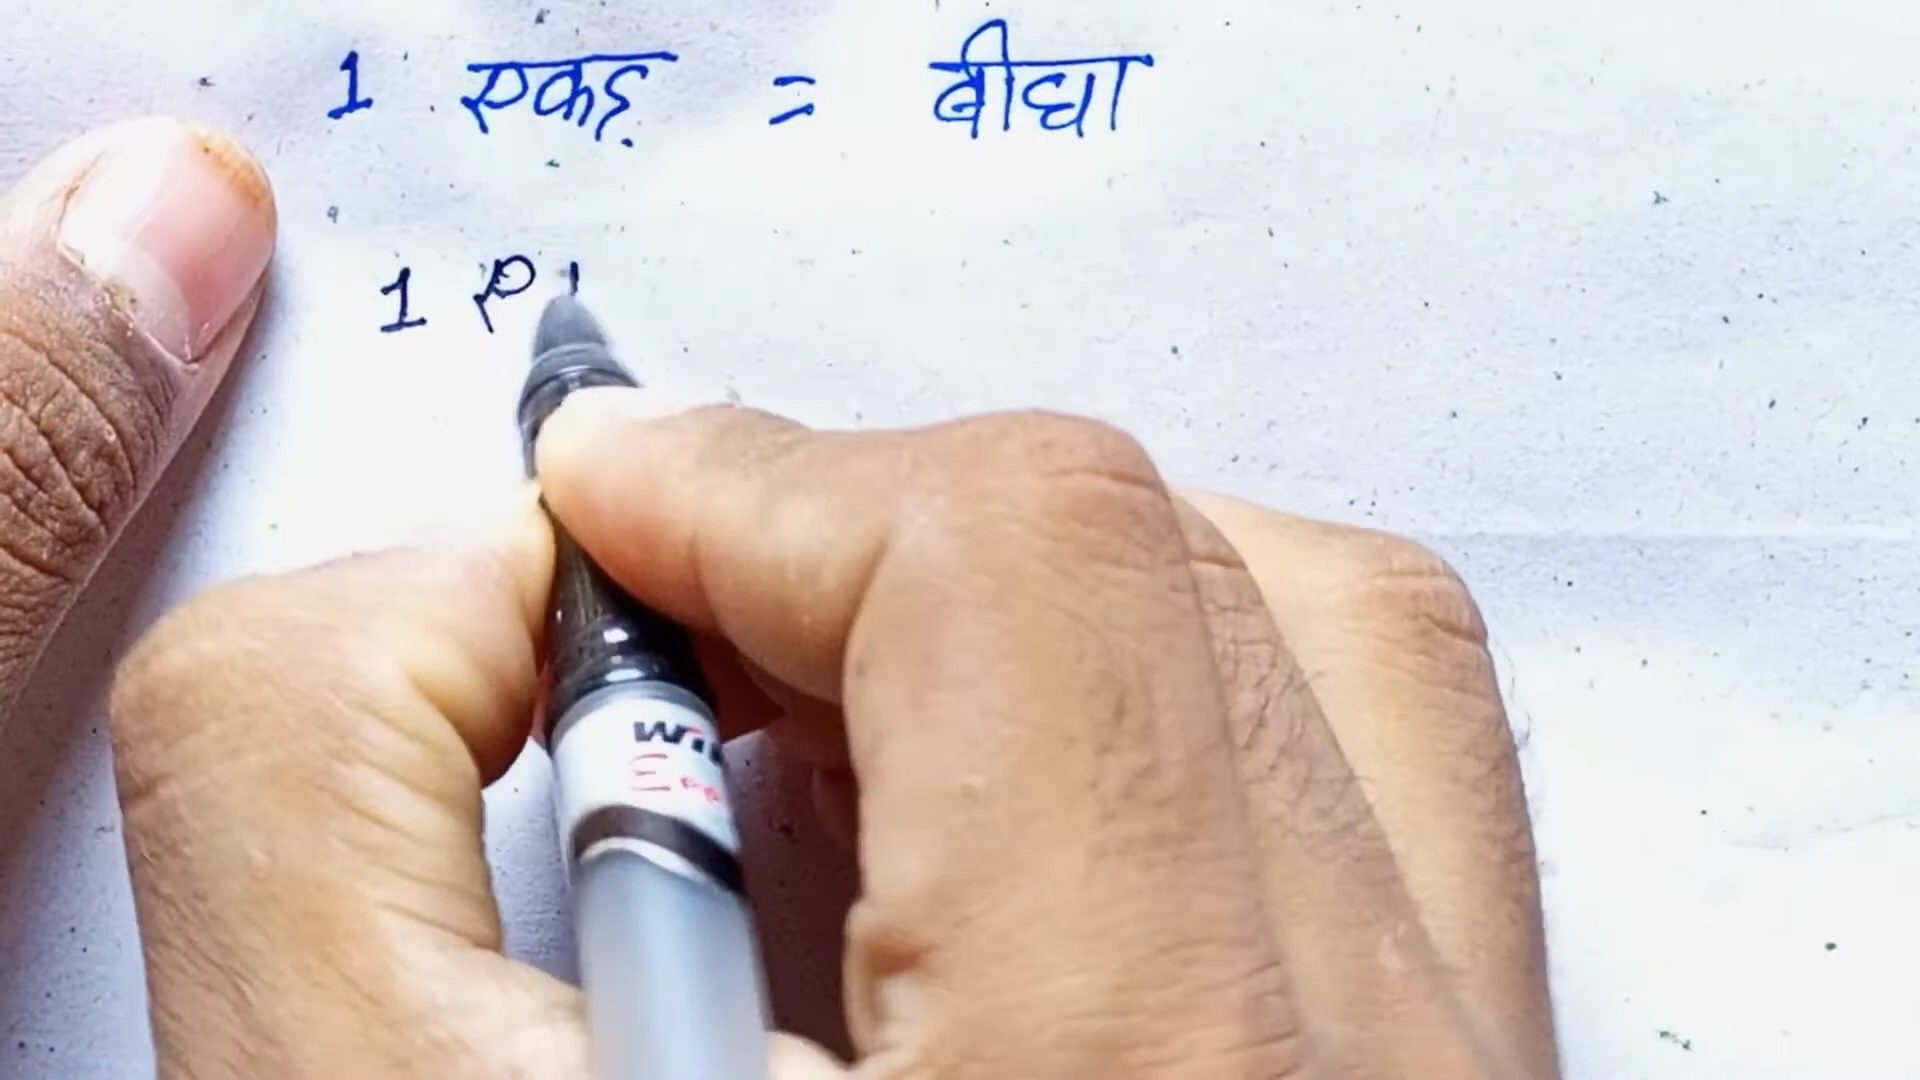 1 एकड़ = बीघा
1 ए